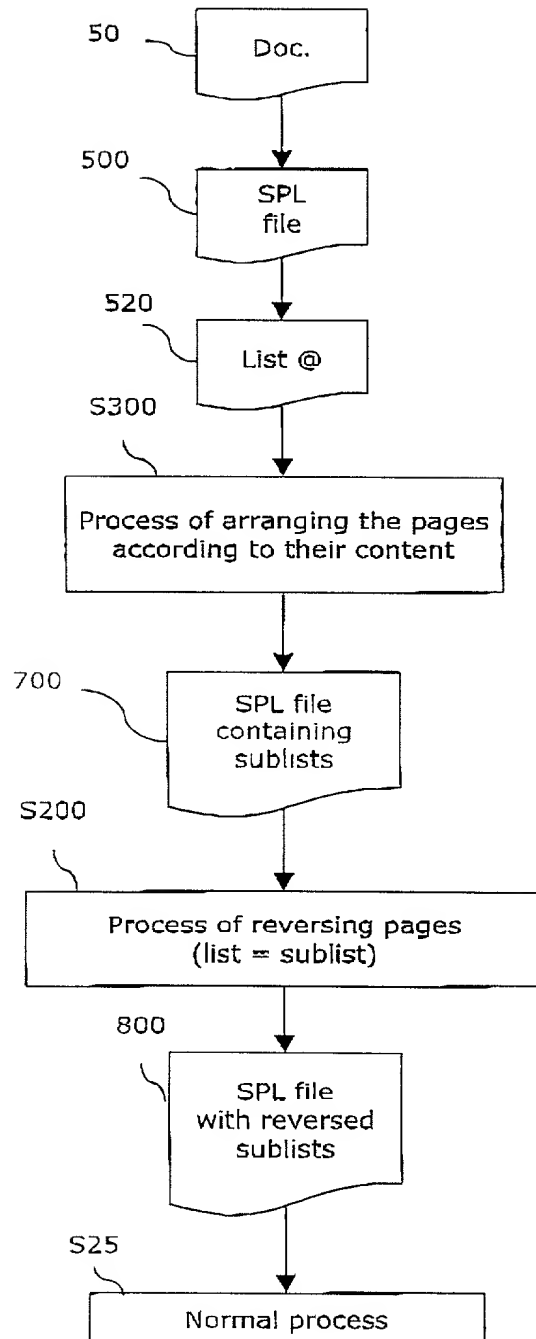 50
Doc.
500
SPL
file
520
List @
S300
Process of arranging the pages
according to their content
700
SPL file
containing
sublists
S200
Process of reversing pages
(list = sublist)
800
SPL file
with reversed
sublists
S25
Normal process